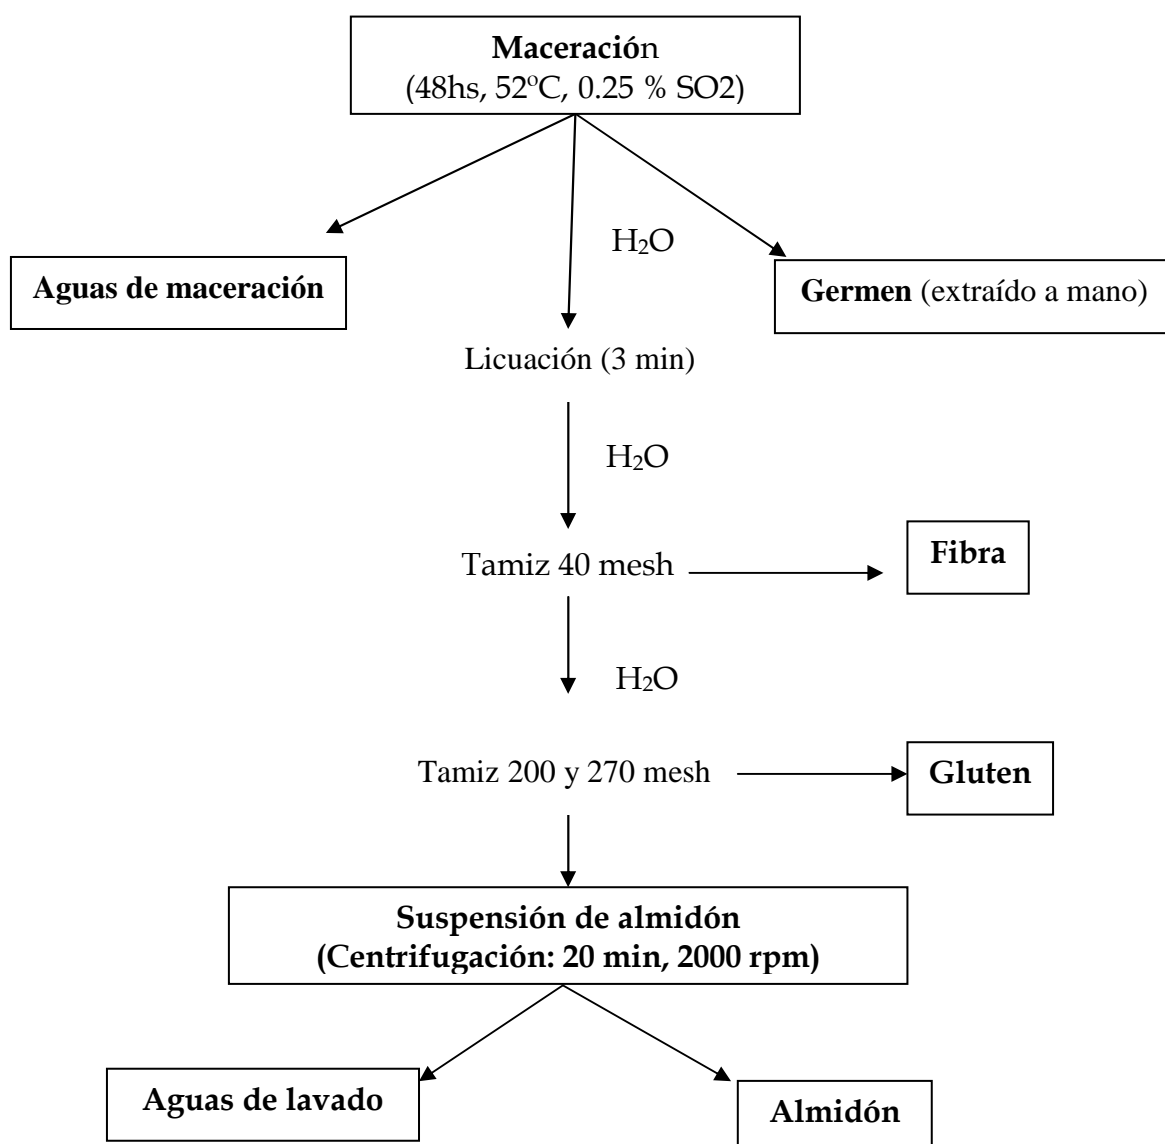 Maceración
(48hs, 52ºC, 0.25 % SO2)
H₂O
Aguas de maceración
Germen (extraído a mano)
Licuación (3 min)
H₂O
Tamiz 40 mesh
Fibra
H₂O
Tamiz 200 y 270 mesh
Gluten
Suspensión de almidón
(Centrifugación: 20 min, 2000 rpm)
Aguas de lavado
Almidón